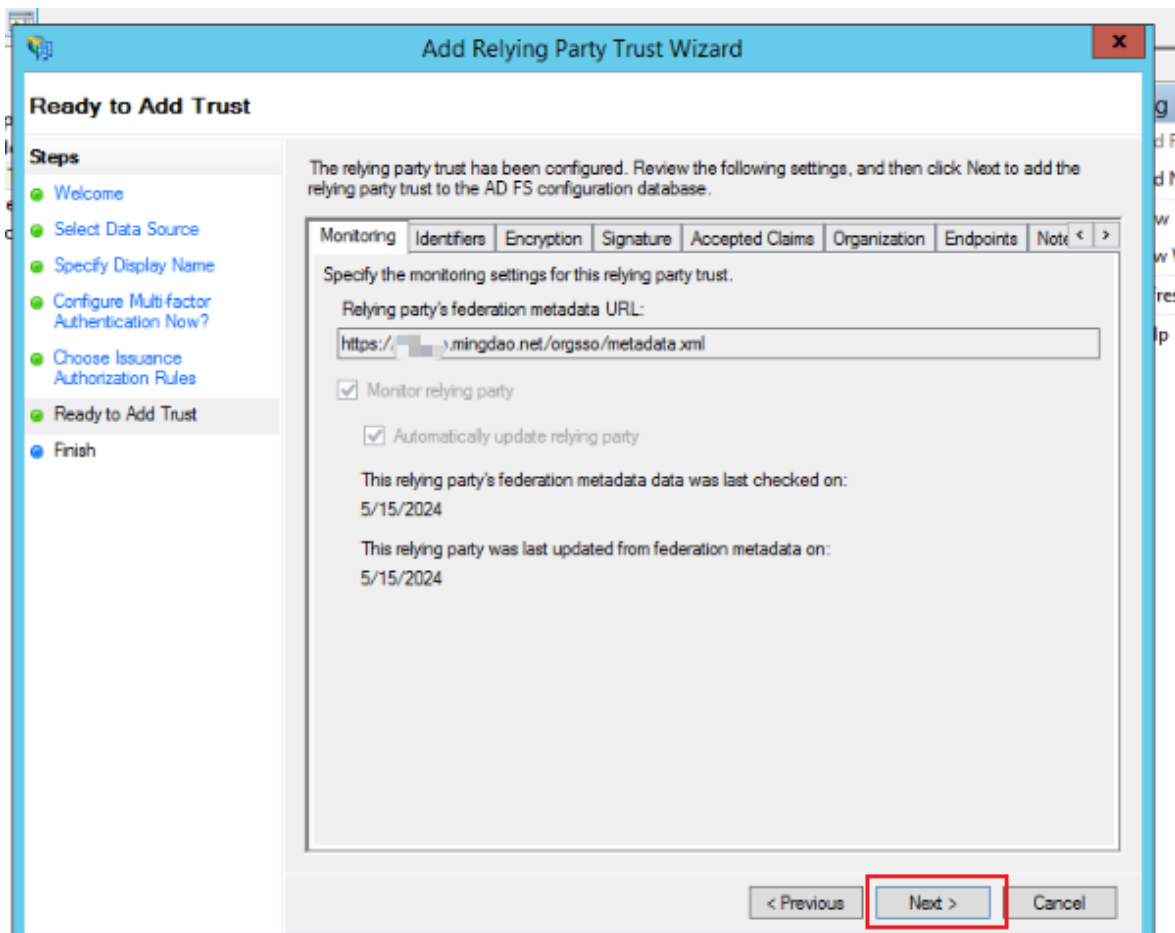 Add Relying Party Trust Wizard
x
Ready to Add Trust
Steps
Welcome
Select Data Source
Specify Display Name
Configure Multi-factor
Authentication Now?
Choose Issuance
Authorization Rules
Ready to Add Trust
Finish
The relying party trust has been configured. Review the following settings, and then click Next to add the
relying party trust to the AD FS configuration database.
Monitoring Identifiers Encryption Signature Accepted Claims Organization Endpoints Note < >
Specify the monitoring settings for this relying party trust.
Relying party's federation metadata URL:
https:/ .mingdao.net/orgsso/metadata.xml
Monitor relying party
Automatically update relying party
This relying party's federation metadata data was last checked on:
5/15/2024
This relying party was last updated from federation metadata on:
5/15/2024
< Previous Next > Cancel